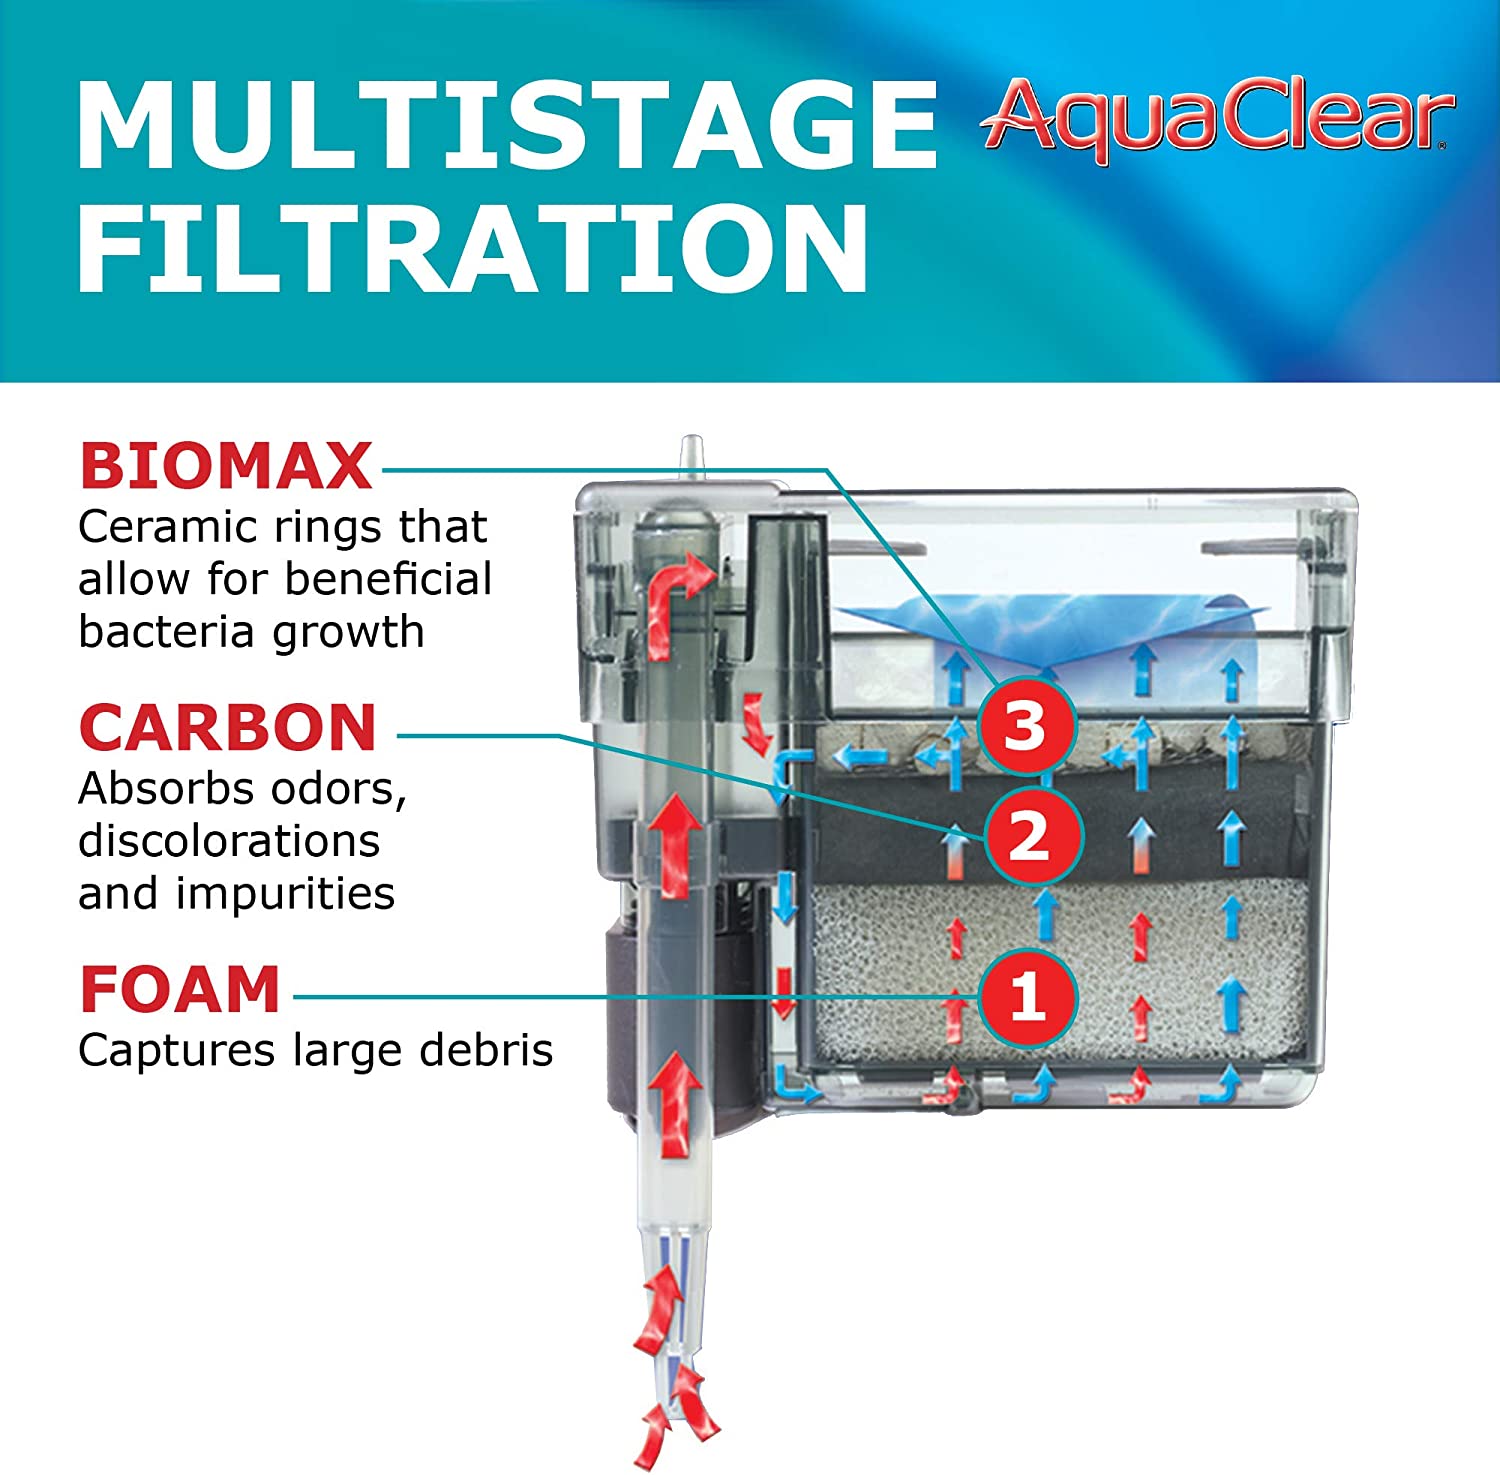 MULTISTAGE
FILTRATION
AquaClear®
BIOMAX
Ceramic rings that
allow for beneficial
bacteria growth
CARBON
Absorbs odors,
discolorations
and impurities
FOAM
Captures large debris
3
2
1